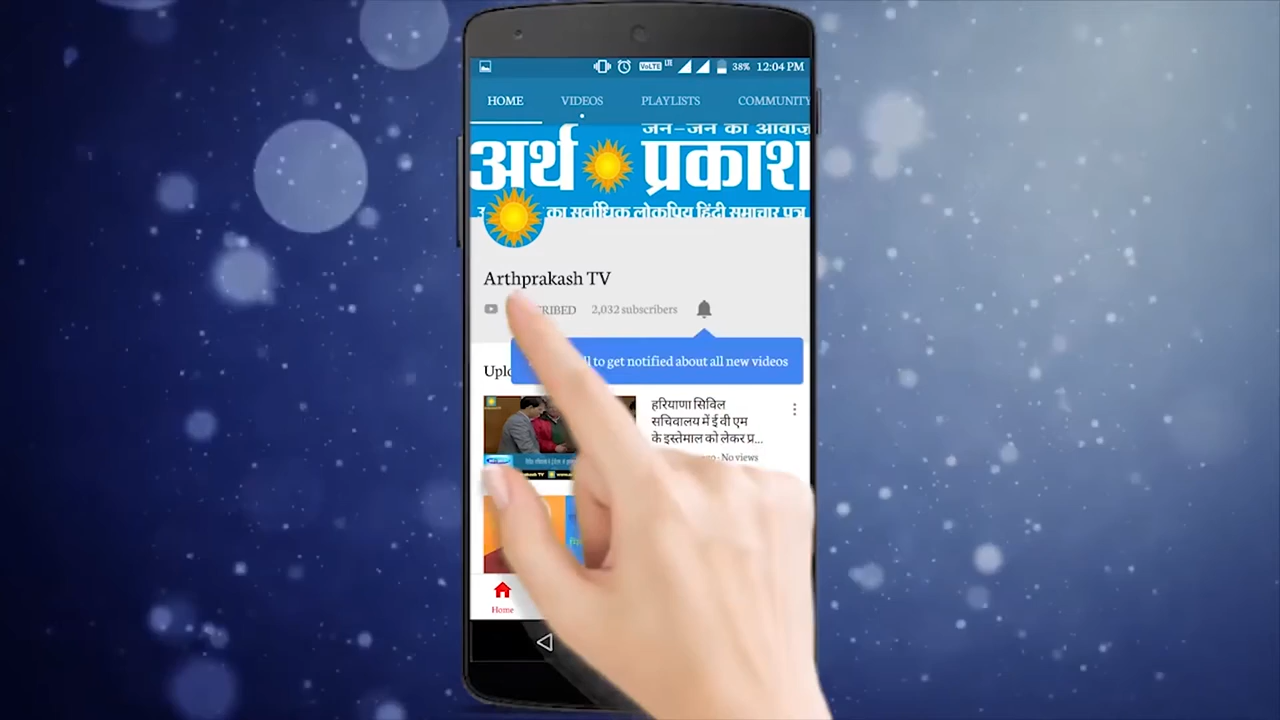 38% 12:04 PM
HOME VIDEOS PLAYLISTS COMMUNITY
जन-जन की आवाज़
अर्थ प्रकाश
का सर्वाधिक लोकप्रिय हिंदी समाचार पत्र
Arthprakash TV
2,032 subscribers
to get notified about all new videos
हरियाणा सिविल
सचिवालय में ई वी एम
के इस्तेमाल को लेकर प्र...
No views
Home